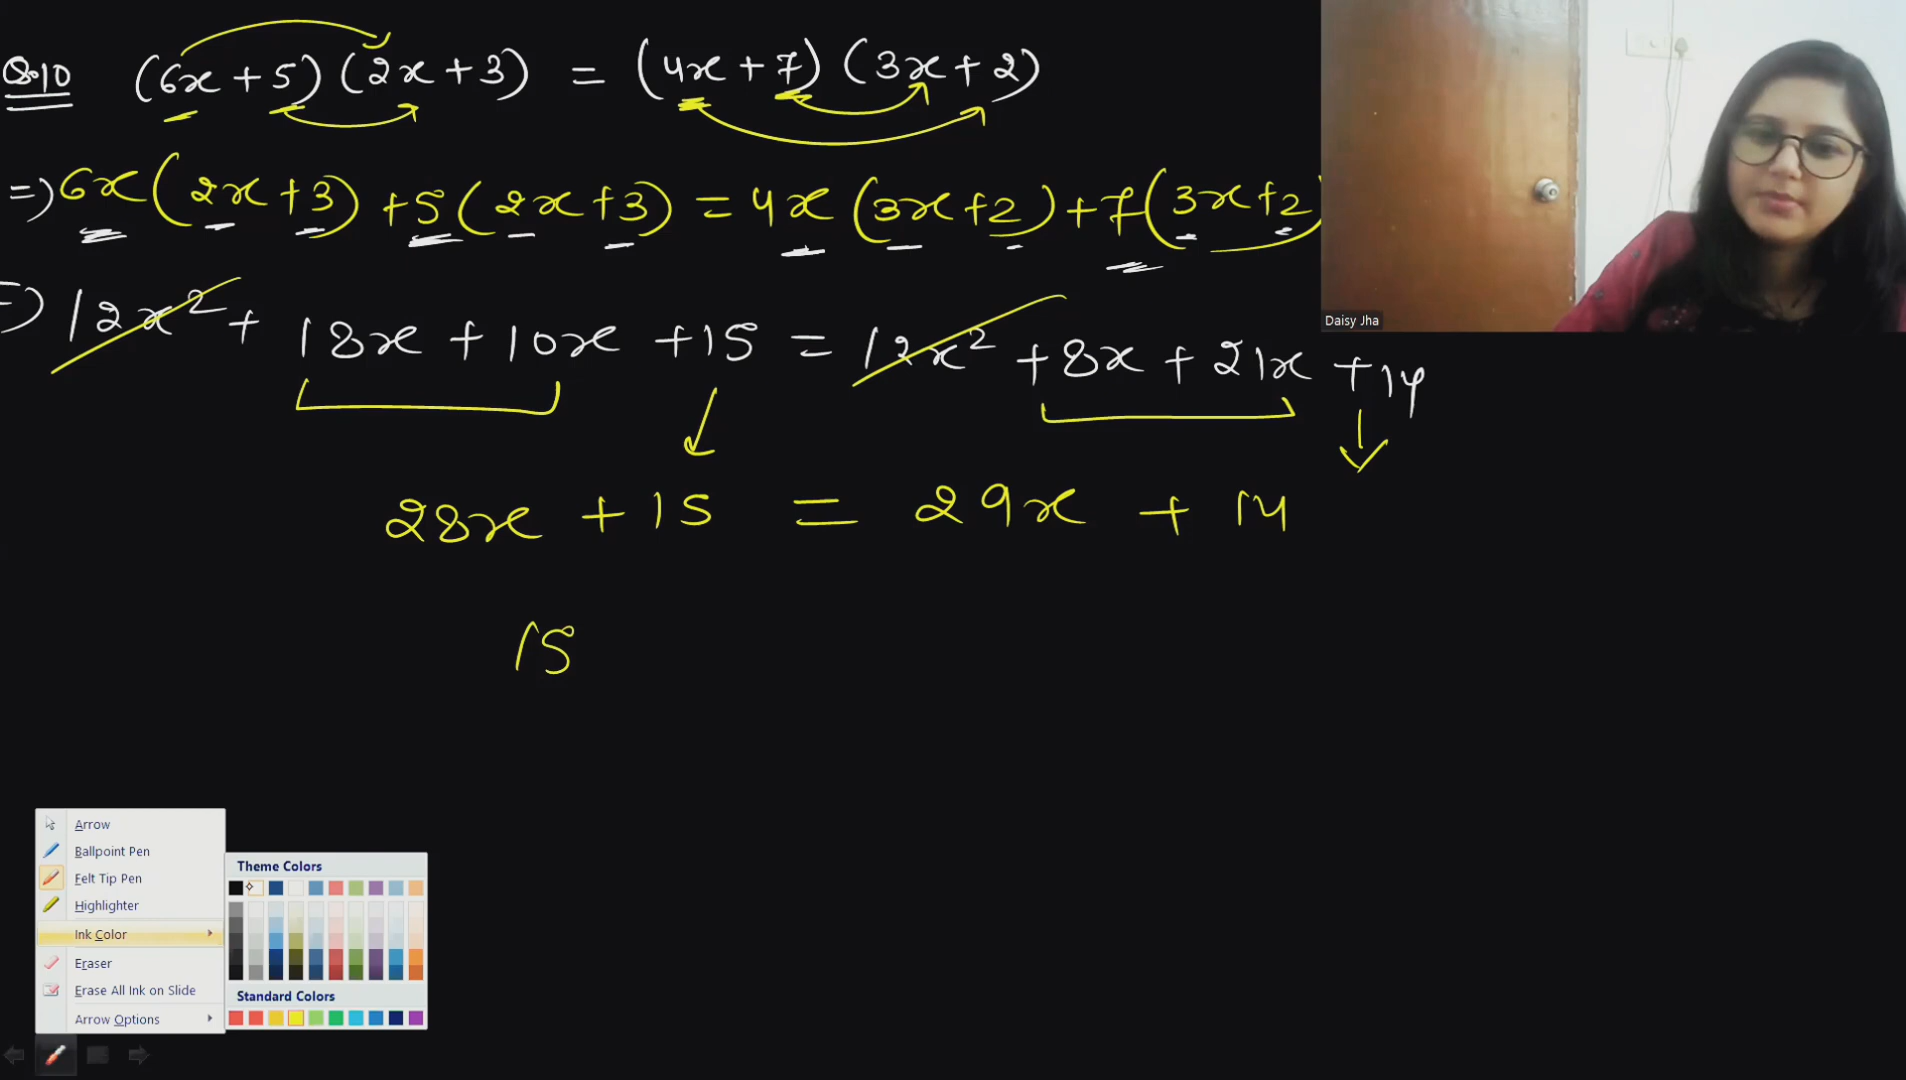 Q.10 (6x + 5) (2x + 3) = (4x + 7) (3x + 2)
=) 6x (2x + 3) + 5 (2x + 3) = 4x (3x + 2) + 7 (3x + 2)
=) 12x² + 18x + 10x + 15 = 12x² + 8x + 21x + 14
28x + 15 = 29x + 14
15
Daisy Jha
Arrow
Ballpoint Pen
Felt Tip Pen
Highlighter
Ink Color
Eraser
Erase All Ink on Slide
Arrow Options
Theme Colors
Standard Colors